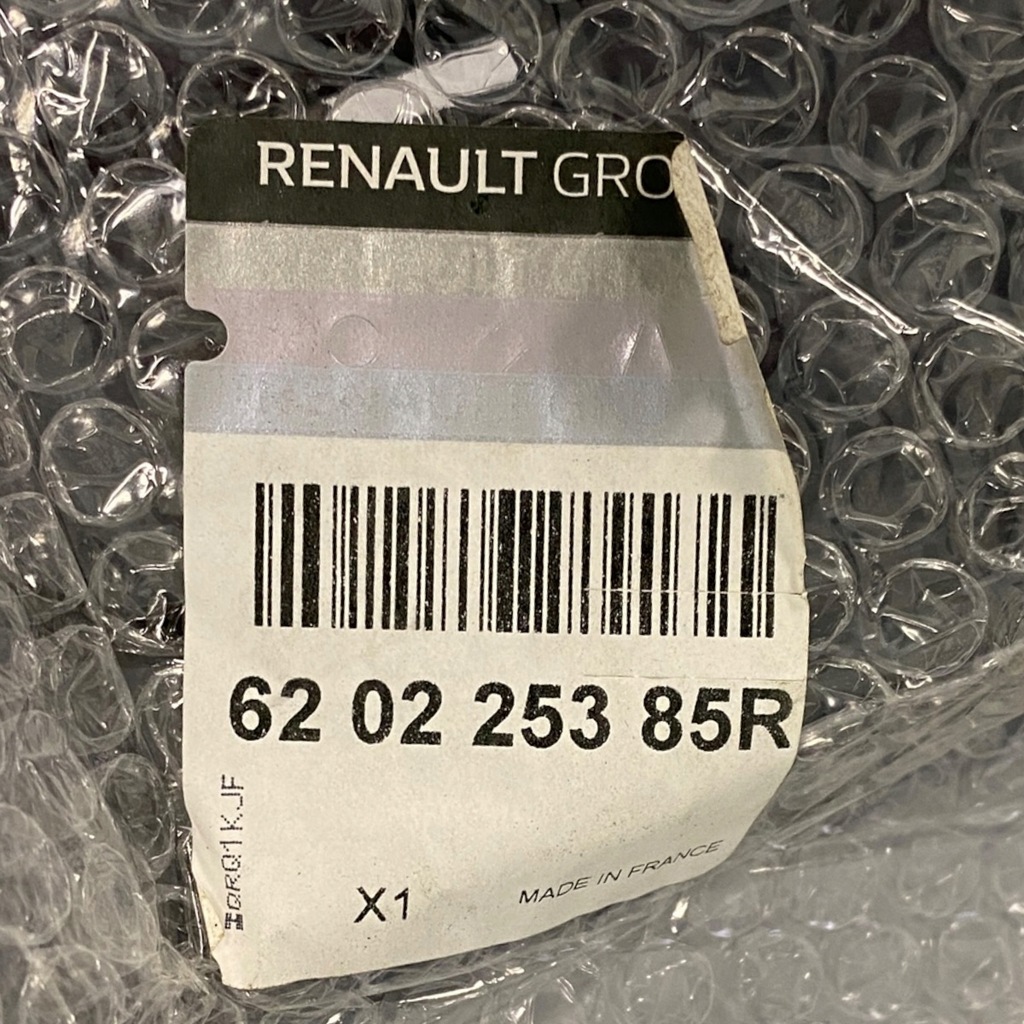 RENAULT GRO
62 02 253 85R
X1
MADE IN FRANCE